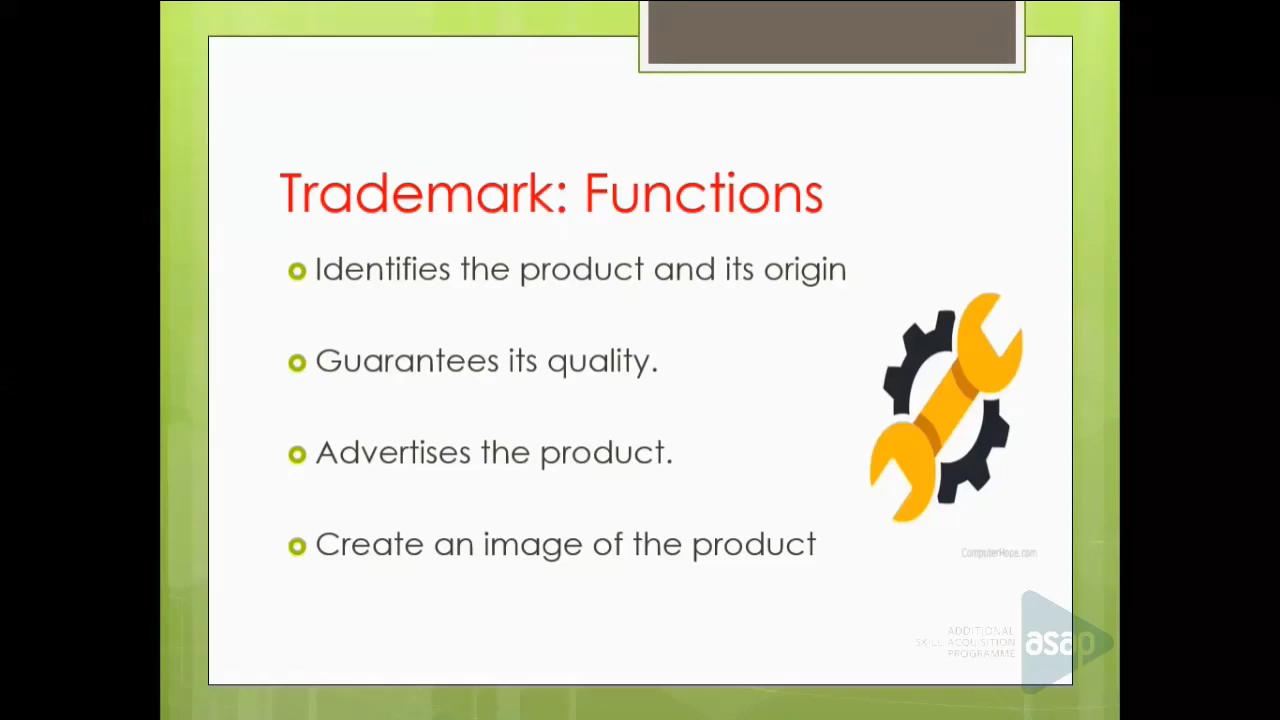 Trademark: Functions
Identifies the product and its origin
Guarantees its quality.
Advertises the product.
Create an image of the product
ComputerHope.com
ADDITIONAL
SKILL ACQUISITION
PROGRAMME
asap